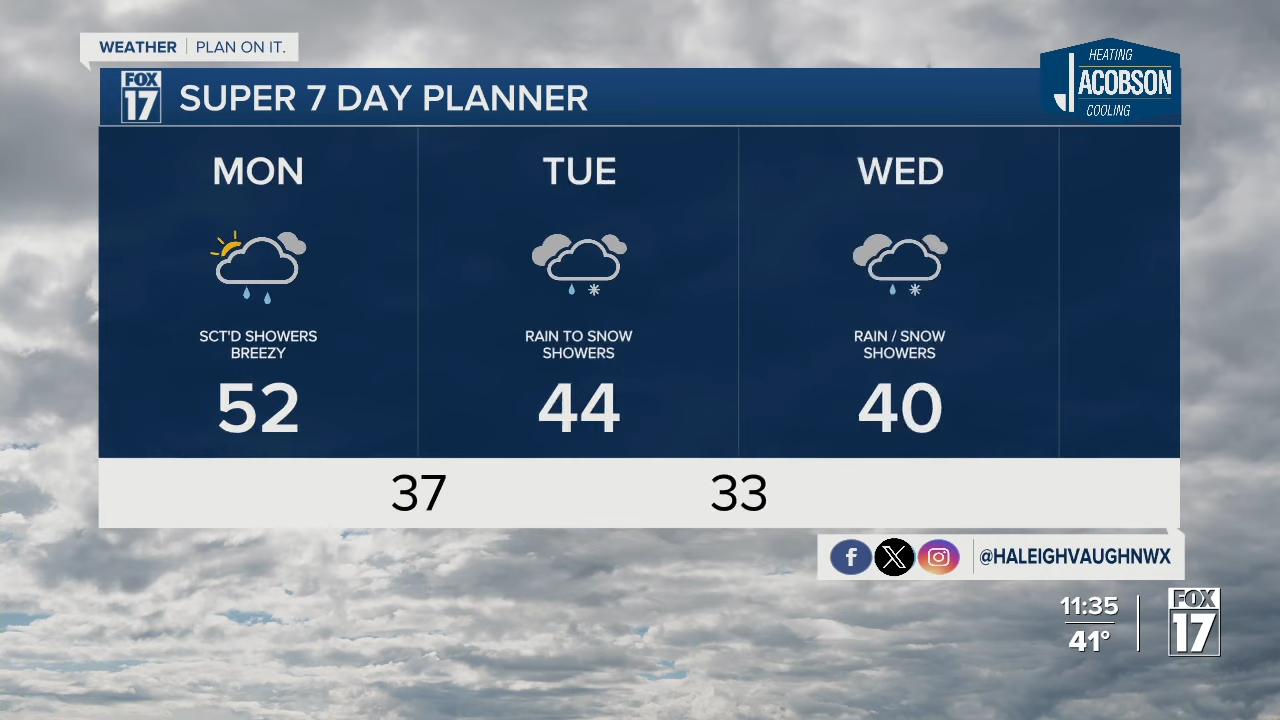 WEATHER | PLAN ON IT.
FOX
17
SUPER 7 DAY PLANNER
HEATING
JACOBSON
COOLING
MON
TUE
WED
SCT'D SHOWERS
BREEZY
RAIN TO SNOW
SHOWERS
RAIN / SNOW
SHOWERS
52
44
40
37
33
@HALEIGHVAUGHNWX
11:35
41°
FOX
17